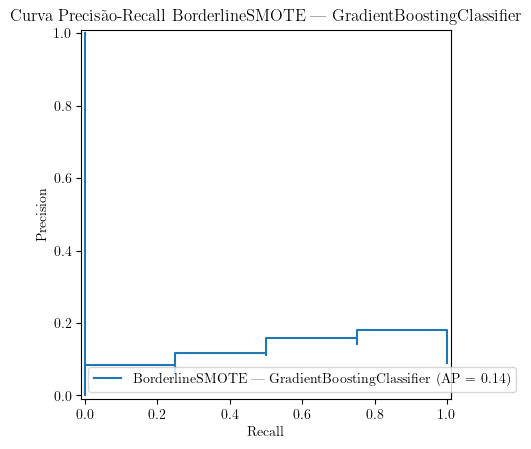 Curva Precisão-Recall BorderlineSMOTE — GradientBoostingClassifier
1.0
0.8
0.6
0.4
0.2
0.0
Precision
BorderlineSMOTE — GradientBoostingClassifier (AP = 0.14)
0.0 0.2 0.4 0.6 0.8 1.0
Recall